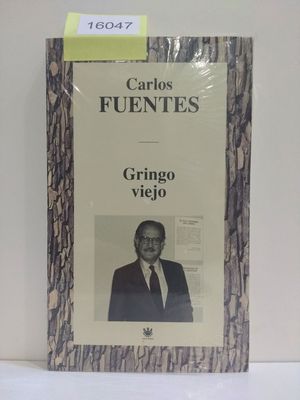 16047
Carlos
FUENTES
Gringo
viejo